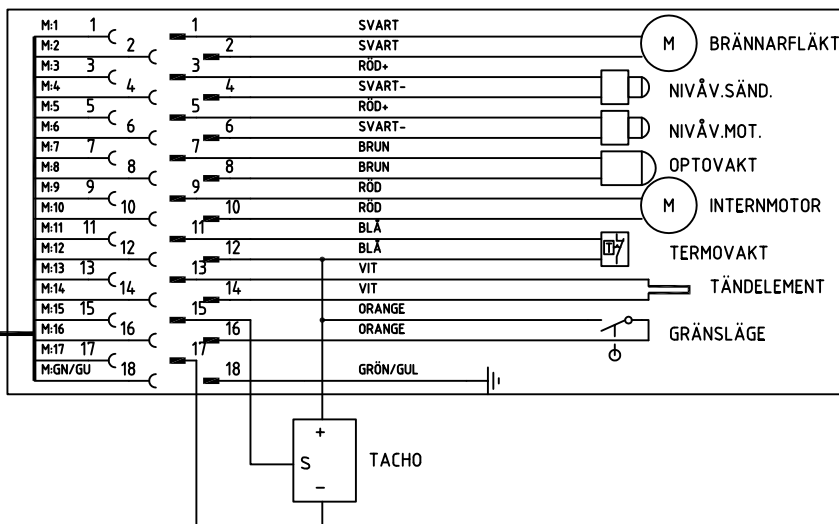 M:1 1 1 SVART
M:2 2 2 SVART
M BRÄNNARFLÄKT
M:3 3 3 RÖD+
M:4 4 4 SVART-
NIVÅV.SÄND.
M:5 5 5 RÖD+
M:6 6 6 SVART-
NIVÅV.MOT.
M:7 7 7 BRUN
M:8 8 8 BRUN
OPTOVAKT
M:9 9 9 RÖD
M:10 10 10 RÖD
M INTERNMOTOR
M:11 11 11 BLÅ
M:12 12 12 BLÅ
T TERMOVAKT
M:13 13 13 VIT
M:14 14 14 VIT
TÄNDELEMENT
M:15 15 15 ORANGE
M:16 16 16 ORANGE
GRÄNSLÄGE
M:17 17 17
M:GN/GU 18 18 GRÖN/GUL
+
S TACHO
-